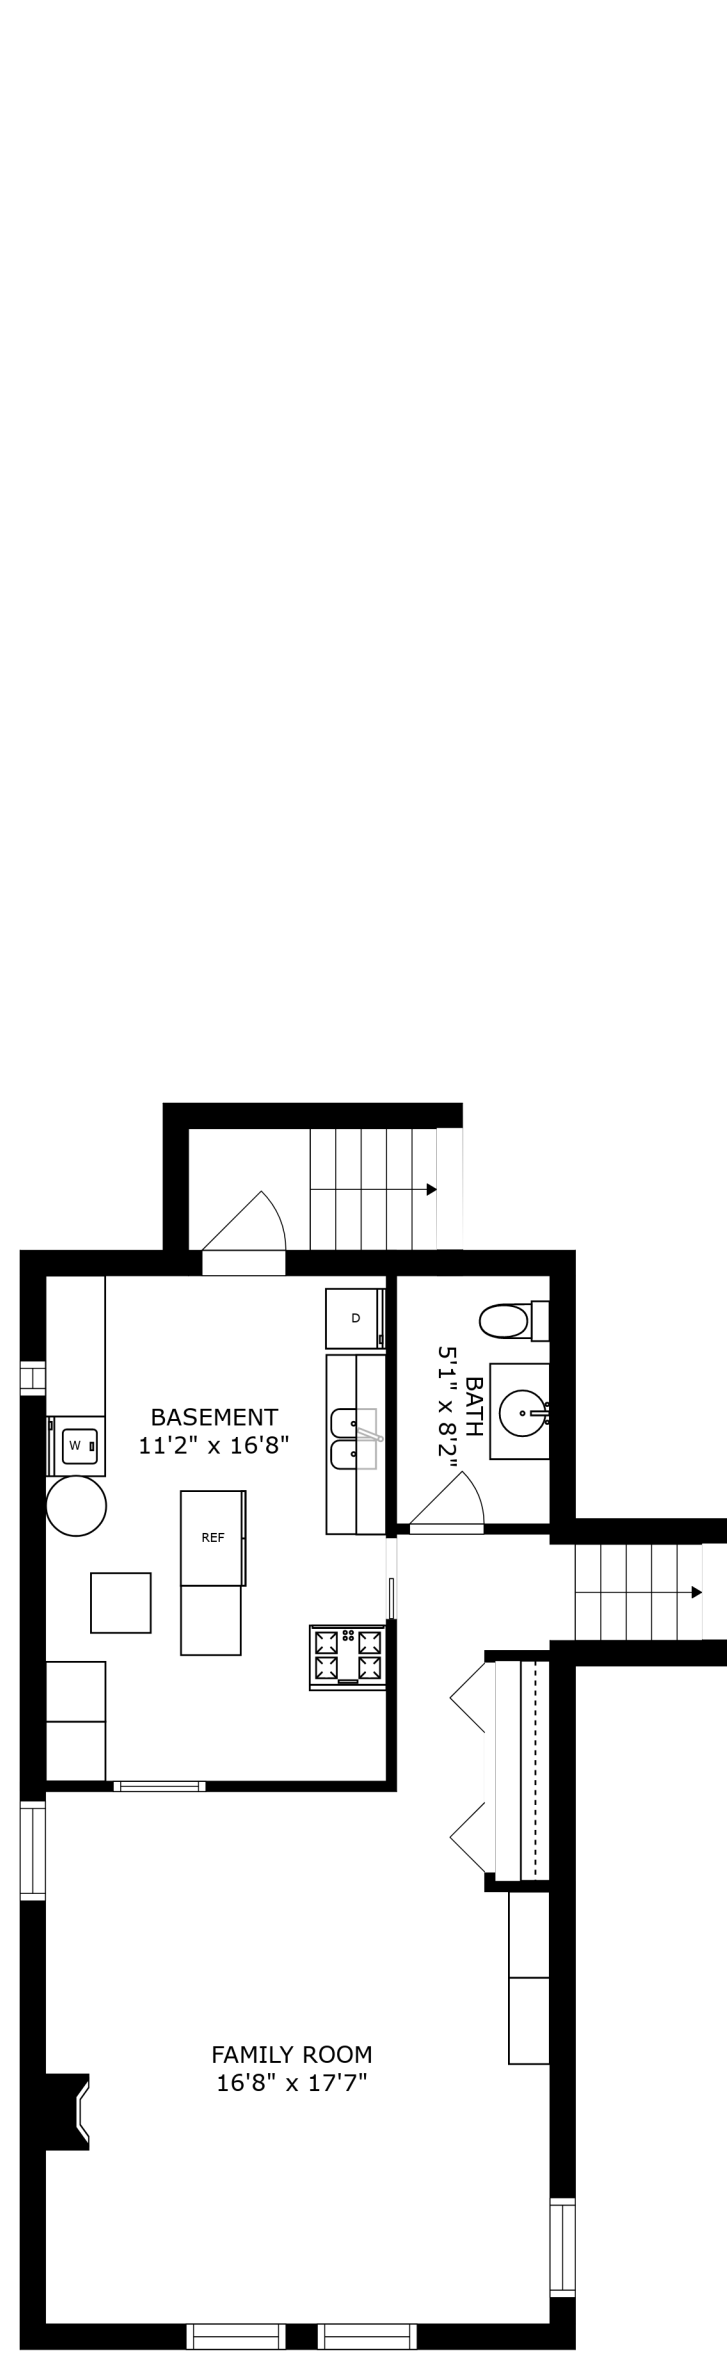 D
BASEMENT
11'2" x 16'8"
W
BATH
5'1" x 8'2"
REF
FAMILY ROOM
16'8" x 17'7"